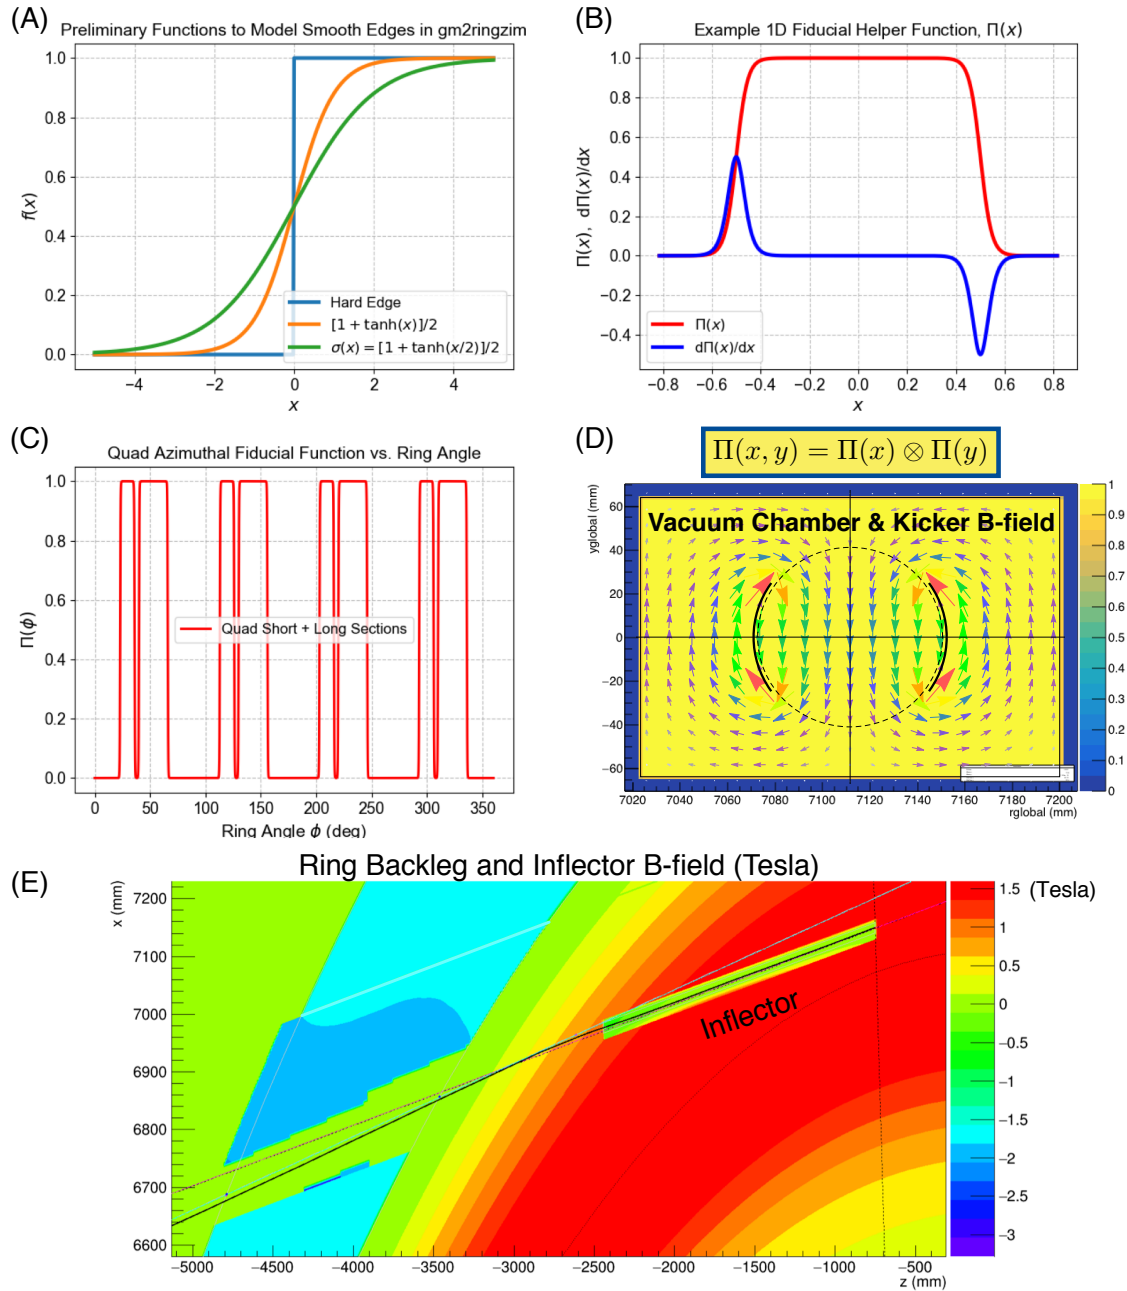 (A)
Preliminary Functions to Model Smooth Edges in gm2ringzim
1.0
0.8
0.6
0.4
0.2
0.0
f(x)
Hard Edge
[1 + tanh(x)]/2
σ(x) = [1 + tanh(x/2)]/2
−4 −2 0 2 4
x
(B)
Example 1D Fiducial Helper Function, Π(x)
1.0
0.8
0.6
0.4
0.2
0.0
−0.2
−0.4
Π(x), dΠ(x)/dx
Π(x)
dΠ(x)/dx
−0.8 −0.6 −0.4 −0.2 0.0 0.2 0.4 0.6 0.8
x
(C)
Quad Azimuthal Fiducial Function vs. Ring Angle
1.0
0.8
0.6
0.4
0.2
0.0
Π(ϕ)
Quad Short + Long Sections
0 50 100 150 200 250 300 350
Ring Angle ϕ (deg)
(D)
Π(x, y) = Π(x) ⊗ Π(y)
yglobal (mm)
60
40
20
0
−20
−40
−60
Vacuum Chamber & Kicker B-field
7020 7040 7060 7080 7100 7120 7140 7160 7180 7200
rglobal (mm)
1
0.9
0.8
0.7
0.6
0.5
0.4
0.3
0.2
0.1
0
(E)
Ring Backleg and Inflector B-field (Tesla)
x (mm)
7200
7100
7000
6900
6800
6700
6600
Inflector
−5000 −4500 −4000 −3500 −3000 −2500 −2000 −1500 −1000 −500
z (mm)
(Tesla)
1.5
1
0.5
0
−0.5
−1
−1.5
−2
−2.5
−3